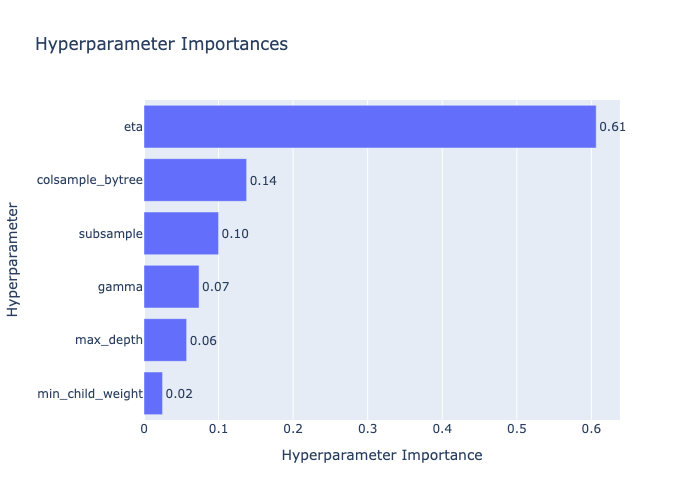 Hyperparameter Importances
Hyperparameter
eta
0.61
colsample_bytree
0.14
subsample
0.10
gamma
0.07
max_depth
0.06
min_child_weight
0.02
0
0.1
0.2
0.3
0.4
0.5
0.6
Hyperparameter Importance